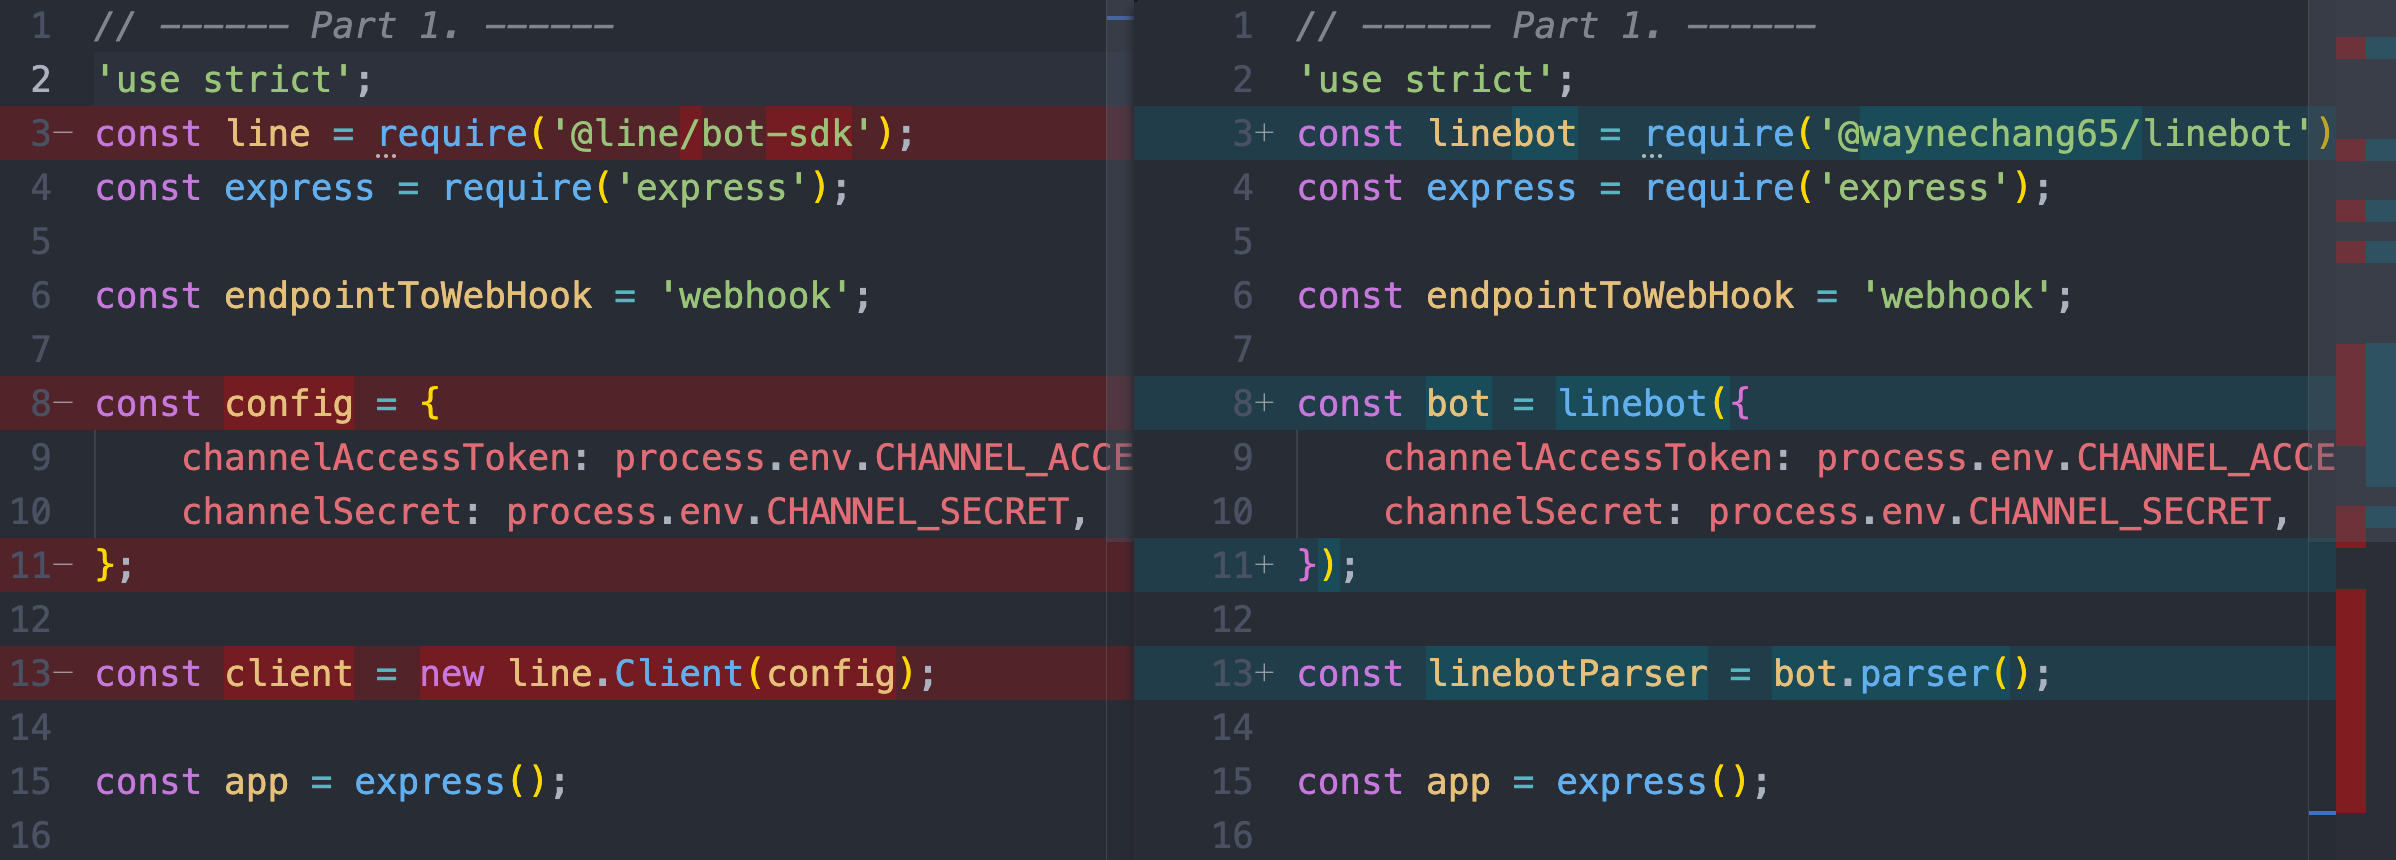 1 // —————— Part 1. ——————
2 'use strict';
3− const line = require('@line/bot-sdk');
4 const express = require('express');
5
6 const endpointToWebHook = 'webhook';
7
8− const config = {
9 channelAccessToken: process.env.CHANNEL_ACCE
10 channelSecret: process.env.CHANNEL_SECRET,
11− };
12
13− const client = new line.Client(config);
14
15 const app = express();
16
1 // —————— Part 1. ——————
2 'use strict';
3+ const linebot = require('@waynechang65/linebot')
4 const express = require('express');
5
6 const endpointToWebHook = 'webhook';
7
8+ const bot = linebot({
9 channelAccessToken: process.env.CHANNEL_ACCE
10 channelSecret: process.env.CHANNEL_SECRET,
11+ });
12
13+ const linebotParser = bot.parser();
14
15 const app = express();
16